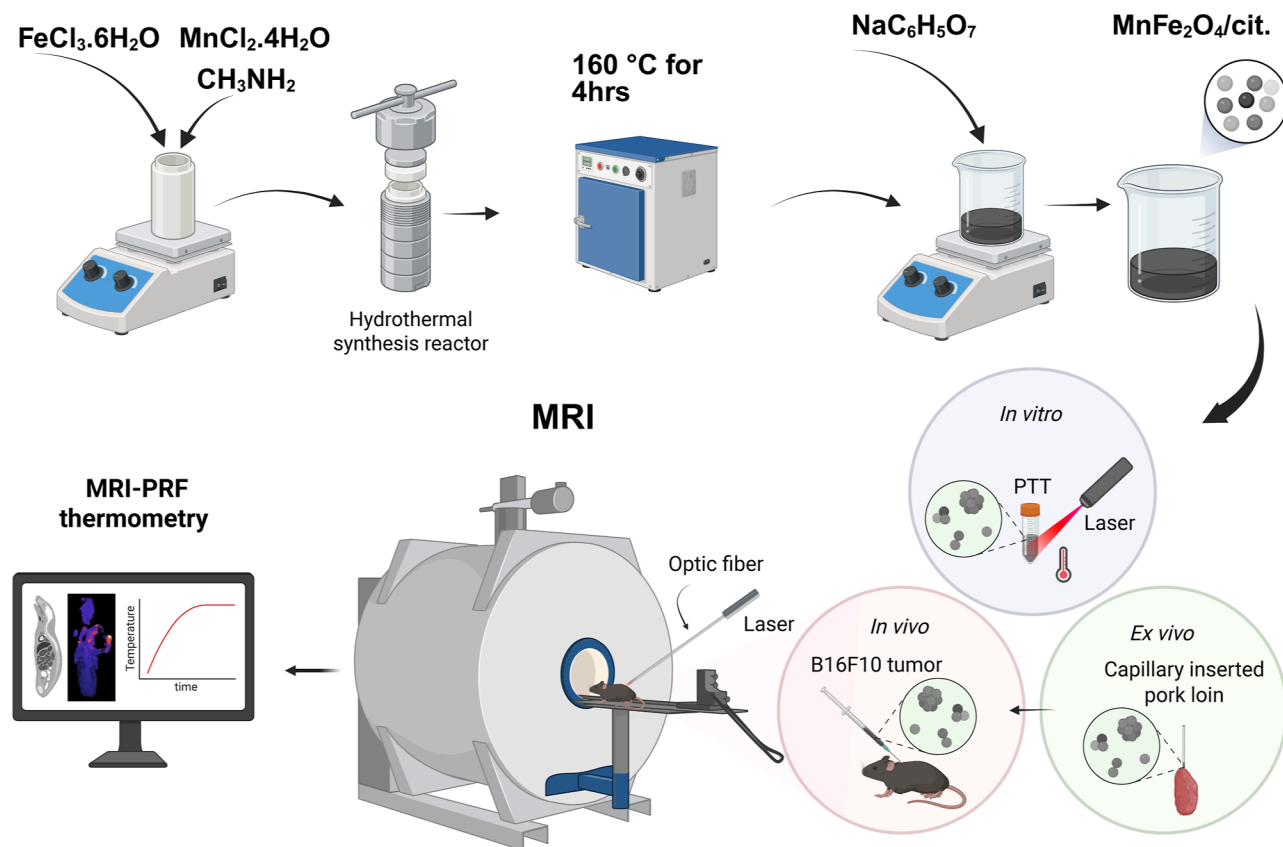 FeCl₃.6H₂O
MnCl₂.4H₂O
CH₃NH₂
160 °C for
4hrs
NaC₆H₅O₇
MnFe₂O₄/cit.
Hydrothermal
synthesis reactor
In vitro
PTT
Laser
MRI
MRI-PRF
thermometry
Temperature
time
Optic fiber
Laser
In vivo
B16F10 tumor
Ex vivo
Capillary inserted
pork loin